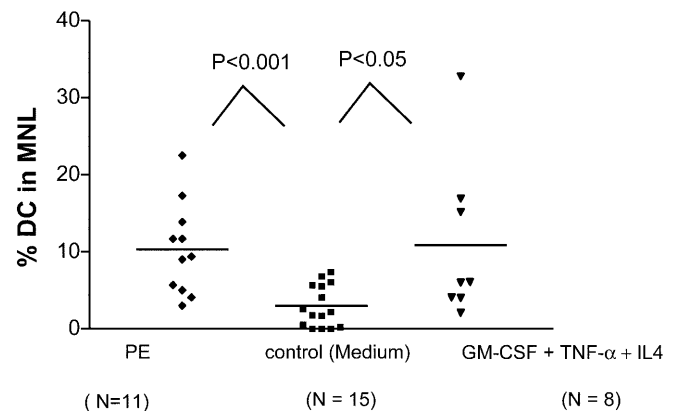 40
P<0.001
P<0.05
30
20
10
0
% DC in MNL
PE
control (Medium)
GM-CSF + TNF-α + IL4
( N=11)
(N = 15)
(N = 8)